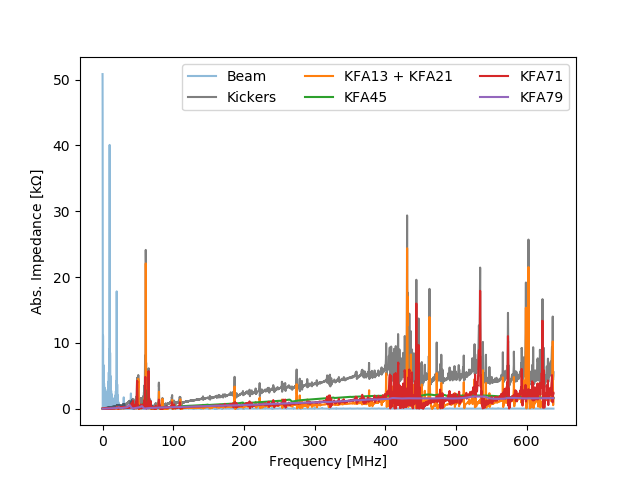 Beam KFA13 + KFA21 KFA71
Kickers KFA45 KFA79
Abs. Impedance [kΩ]
50
40
30
20
10
0
0 100 200 300 400 500 600
Frequency [MHz]